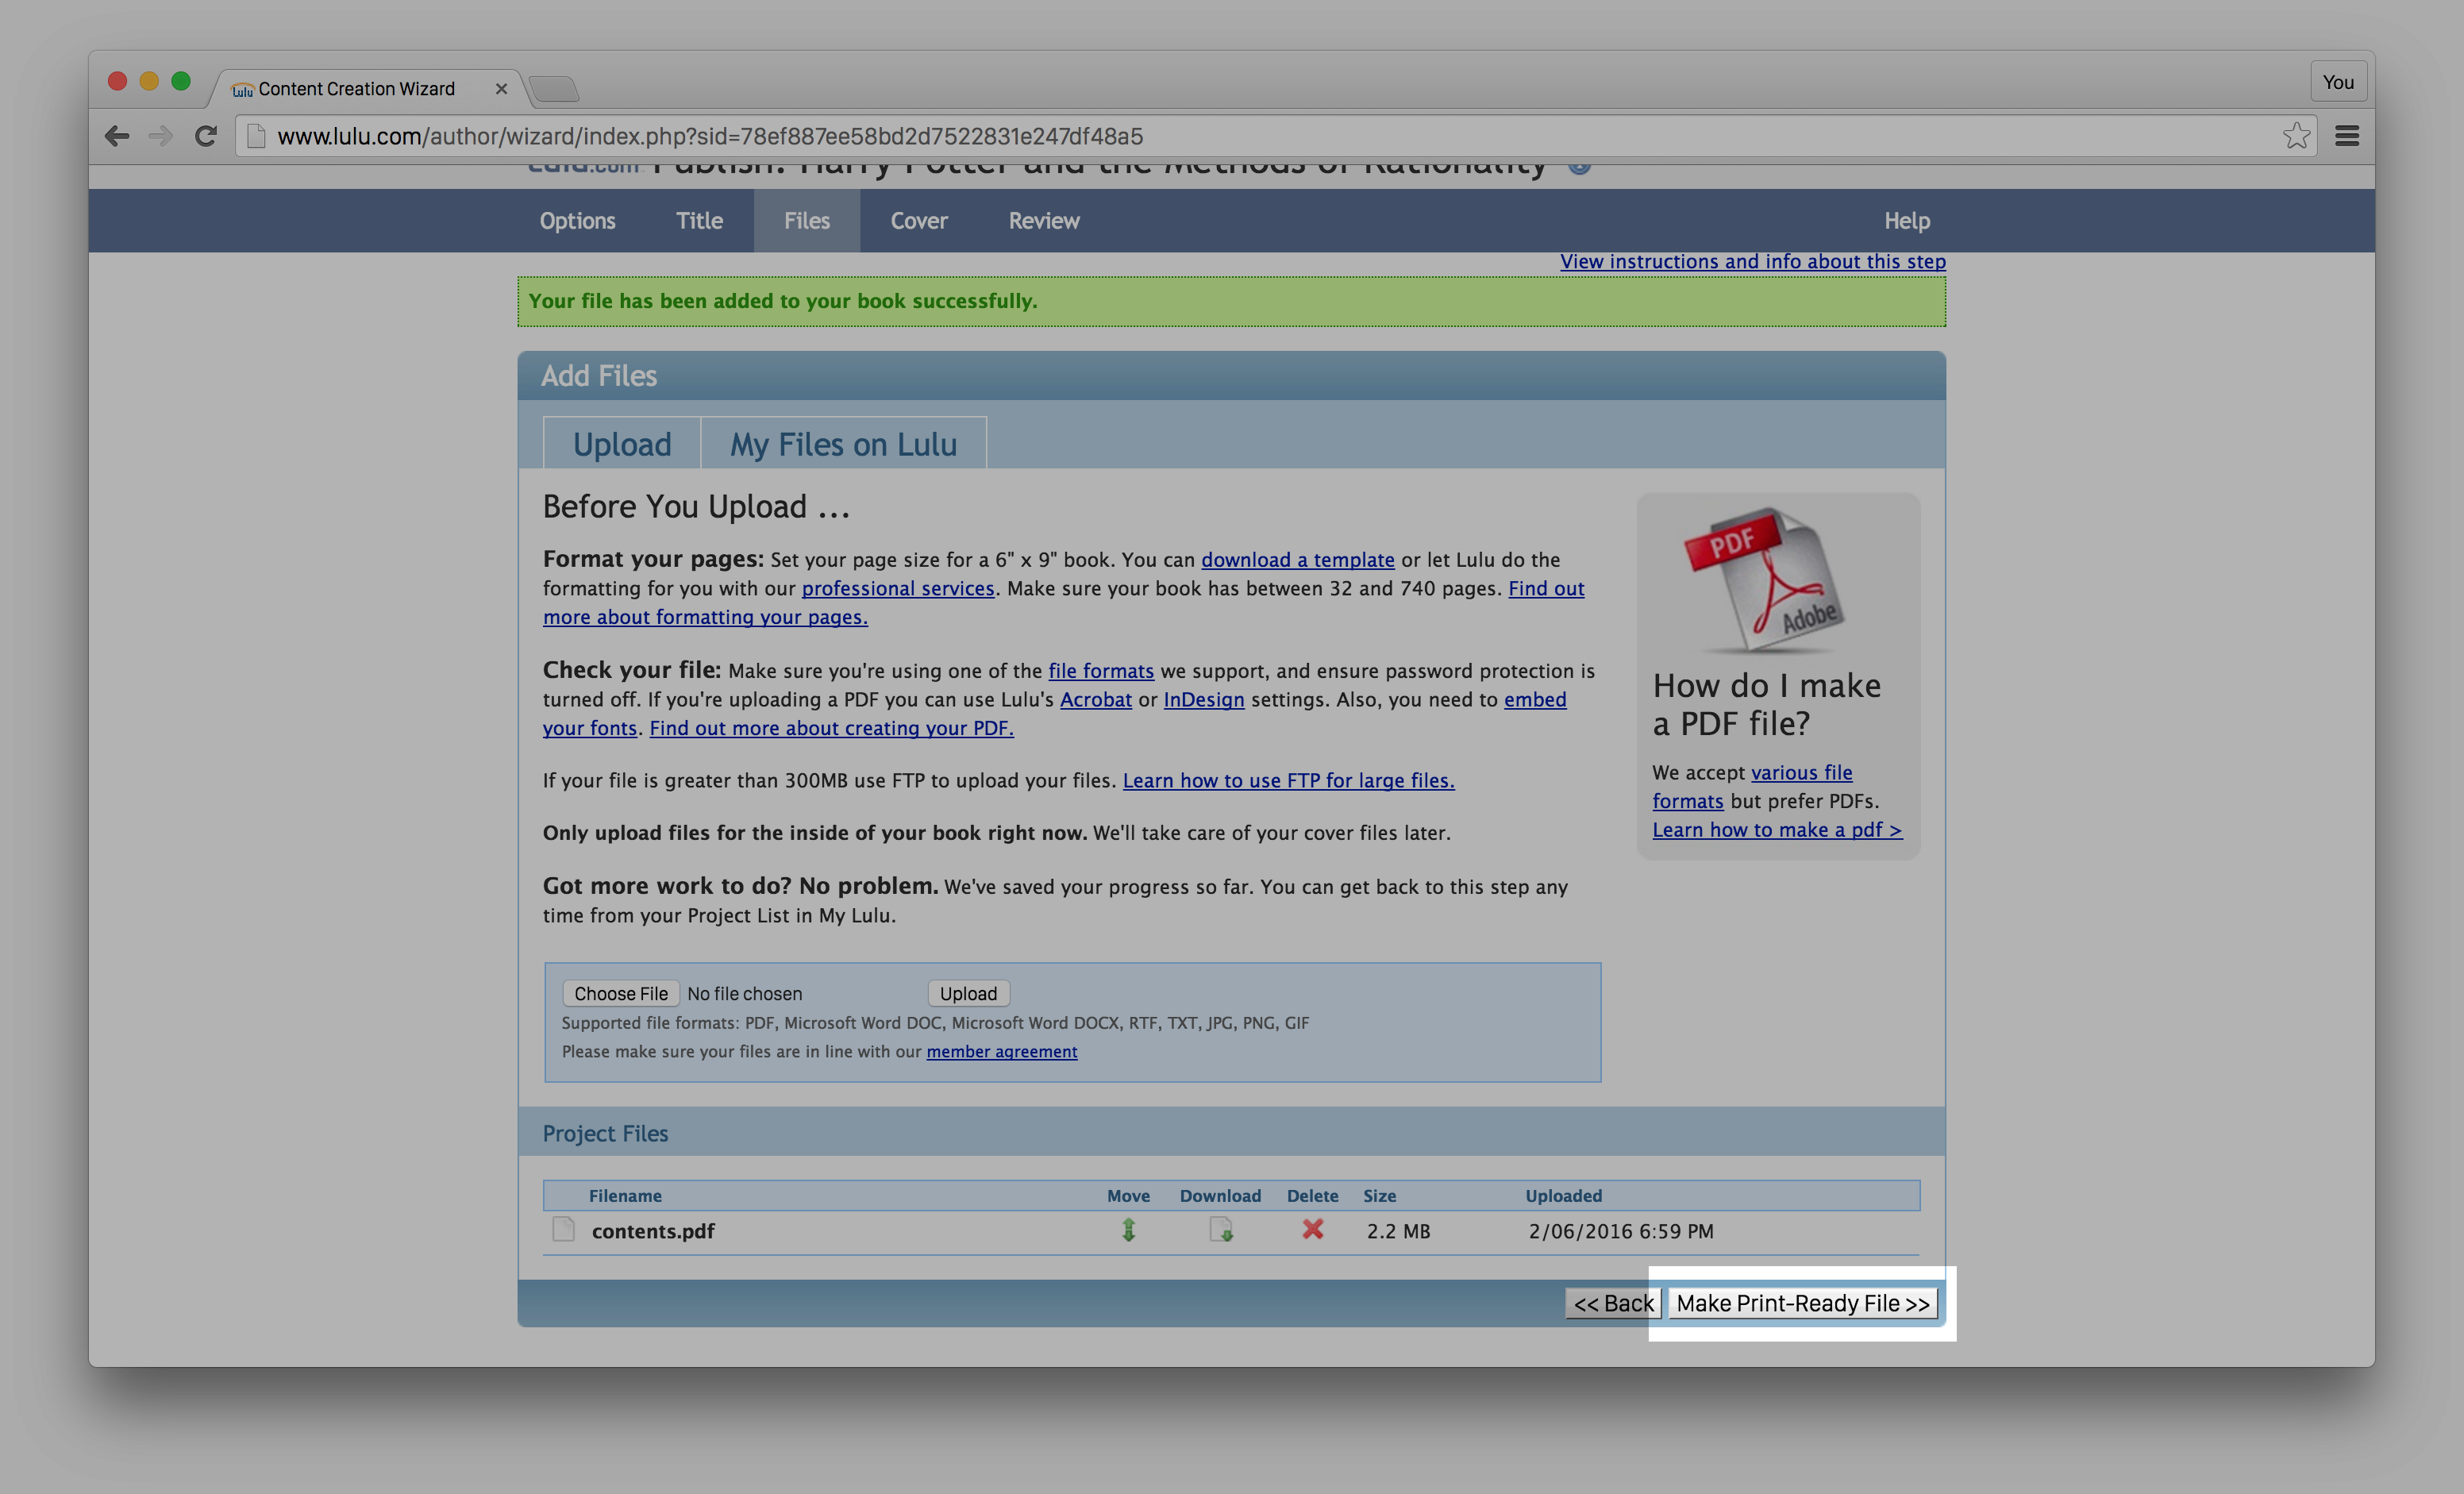 Lulu Content Creation Wizard
You
www.lulu.com/author/wizard/index.php?sid=78ef887ee58bd2d7522831e247df48a5
Lulu.com Publish: Harry Potter and the Methods of Rationality
Options Title Files Cover Review Help
View instructions and info about this step
Your file has been added to your book successfully.
Add Files
Upload My Files on Lulu
Before You Upload ...
Format your pages: Set your page size for a 6" x 9" book. You can download a template or let Lulu do the
formatting for you with our professional services. Make sure your book has between 32 and 740 pages. Find out
more about formatting your pages.
Check your file: Make sure you're using one of the file formats we support, and ensure password protection is
turned off. If you're uploading a PDF you can use Lulu's Acrobat or InDesign settings. Also, you need to embed
your fonts. Find out more about creating your PDF.
If your file is greater than 300MB use FTP to upload your files. Learn how to use FTP for large files.
Only upload files for the inside of your book right now. We'll take care of your cover files later.
Got more work to do? No problem. We've saved your progress so far. You can get back to this step any
time from your Project List in My Lulu.
PDF
Adobe
How do I make
a PDF file?
We accept various file
formats but prefer PDFs.
Learn how to make a pdf >
Choose File No file chosen Upload
Supported file formats: PDF, Microsoft Word DOC, Microsoft Word DOCX, RTF, TXT, JPG, PNG, GIF
Please make sure your files are in line with our member agreement
Project Files
Filename Move Download Delete Size Uploaded
contents.pdf 2.2 MB 2/06/2016 6:59 PM
<< Back Make Print-Ready File >>